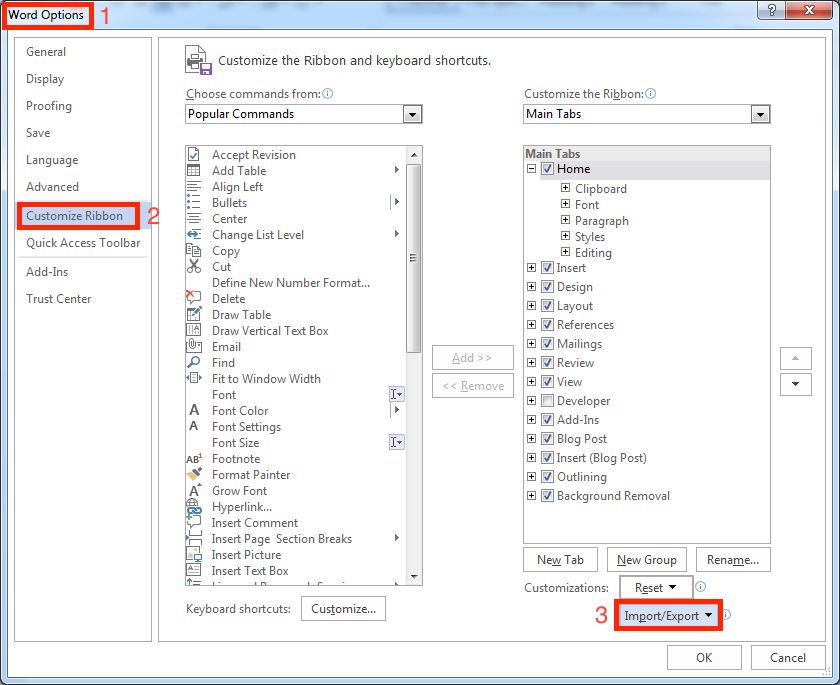 Word Options 1
General
Display
Proofing
Save
Language
Advanced
Customize Ribbon 2
Quick Access Toolbar
Add-Ins
Trust Center
Customize the Ribbon and keyboard shortcuts.
Choose commands from:
Popular Commands
Accept Revision
Add Table
Align Left
Bullets
Center
Change List Level
Copy
Cut
Define New Number Format...
Delete
Draw Table
Draw Vertical Text Box
Email
Find
Fit to Window Width
Font
Font Color
Font Settings
Font Size
Footnote
Format Painter
Grow Font
Hyperlink...
Insert Comment
Insert Page  Section Breaks
Insert Picture
Insert Text Box
Keyboard shortcuts: Customize...
Add >>
<< Remove
Customize the Ribbon:
Main Tabs
Main Tabs
Home
Clipboard
Font
Paragraph
Styles
Editing
Insert
Design
Layout
References
Mailings
Review
View
Developer
Add-Ins
Blog Post
Insert (Blog Post)
Outlining
Background Removal
New Tab New Group Rename...
Customizations: Reset
3 Import/Export
OK Cancel